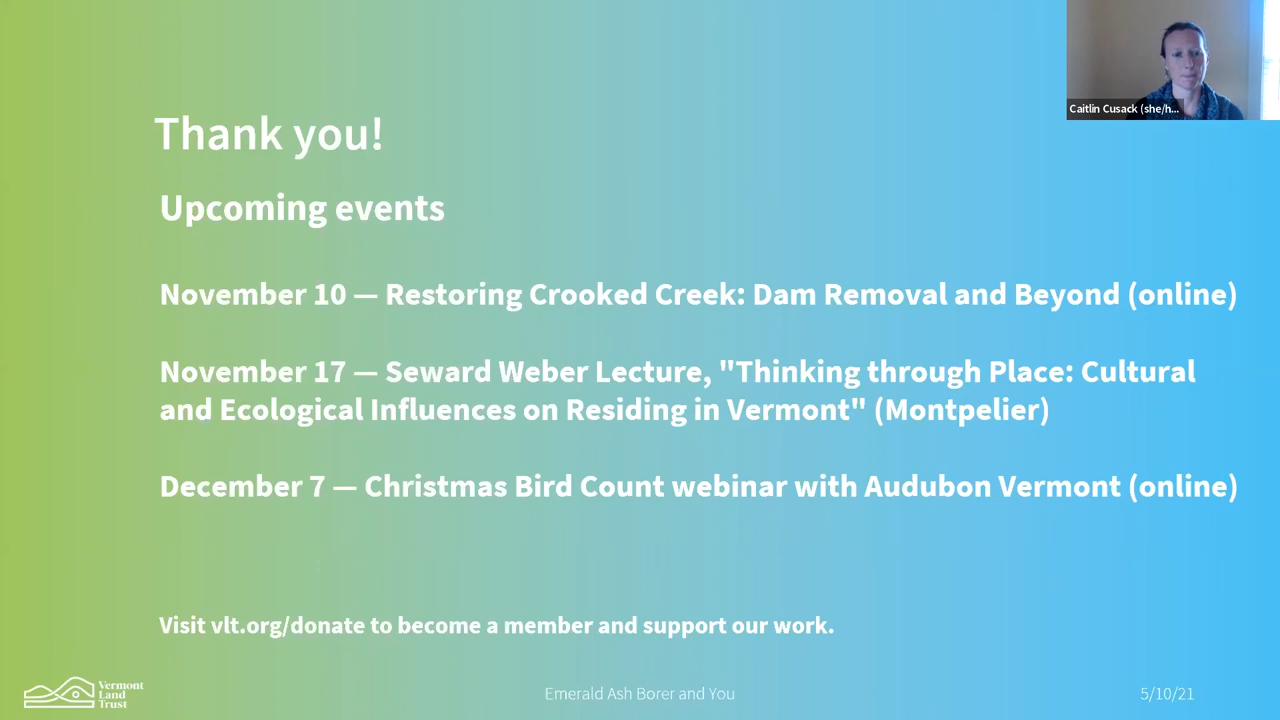 Caitlin Cusack (she/h...
Thank you!
Upcoming events
November 10 — Restoring Crooked Creek: Dam Removal and Beyond (online)
November 17 — Seward Weber Lecture, "Thinking through Place: Cultural
and Ecological Influences on Residing in Vermont" (Montpelier)
December 7 — Christmas Bird Count webinar with Audubon Vermont (online)
Visit vlt.org/donate to become a member and support our work.
Vermont
Land
Trust
Emerald Ash Borer and You
5/10/21